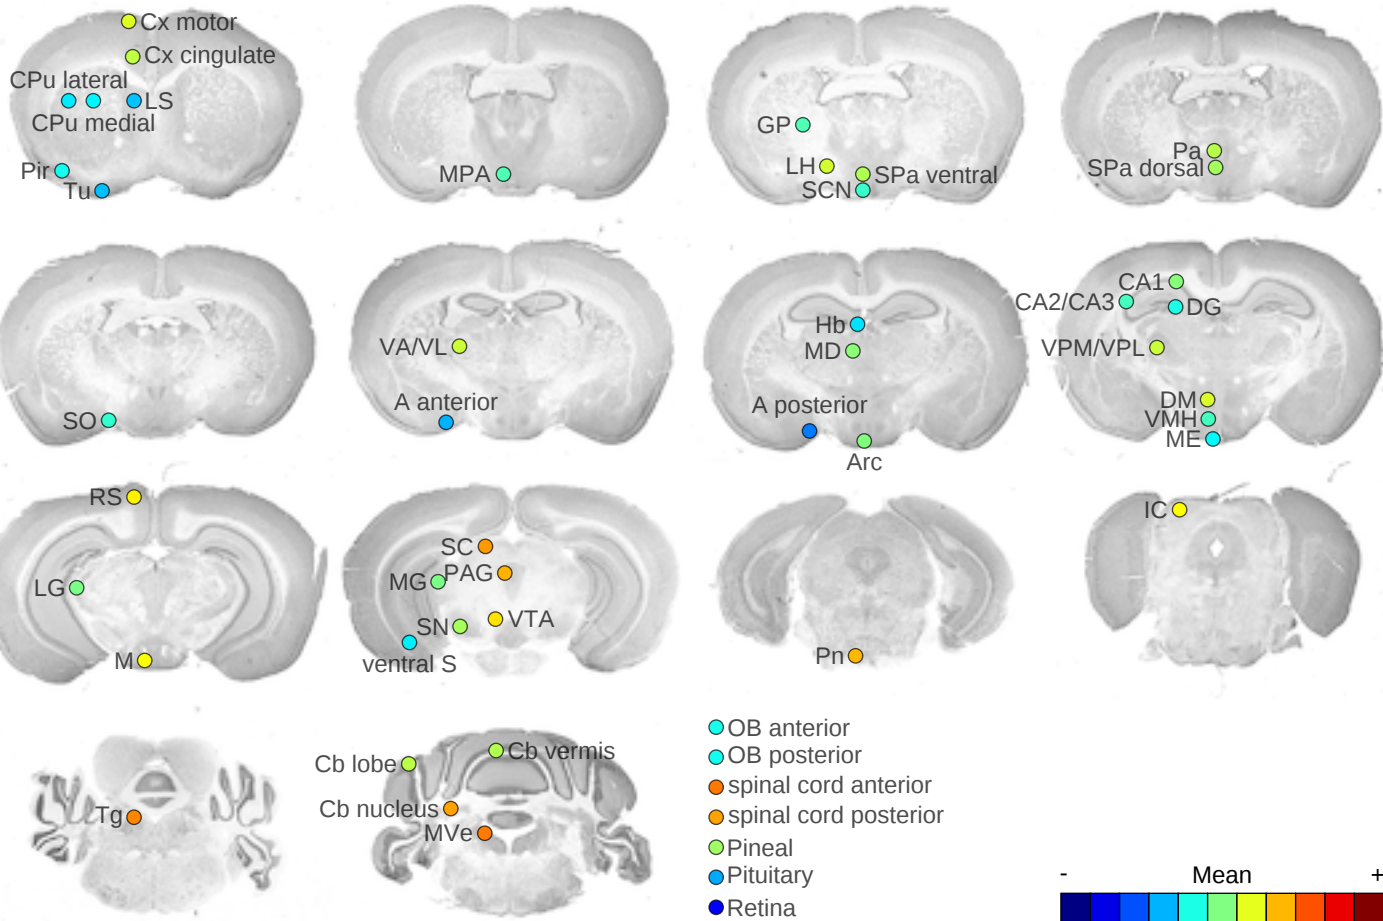 Cx motor
Cx cingulate
CPu lateral
LS
CPu medial
Pir
Tu
MPA
GP
LH
SPa ventral
SCN
Pa
SPa dorsal
SO
VA/VL
A anterior
Hb
MD
A posterior
Arc
CA1
CA2/CA3
DG
VPM/VPL
DM
VMH
ME
RS
LG
M
SC
PAG
MG
VTA
SN
ventral S
Pn
IC
Tg
Cb vermis
Cb lobe
Cb nucleus
MVe
OB anterior
OB posterior
spinal cord anterior
spinal cord posterior
Pineal
Pituitary
Retina
- Mean +